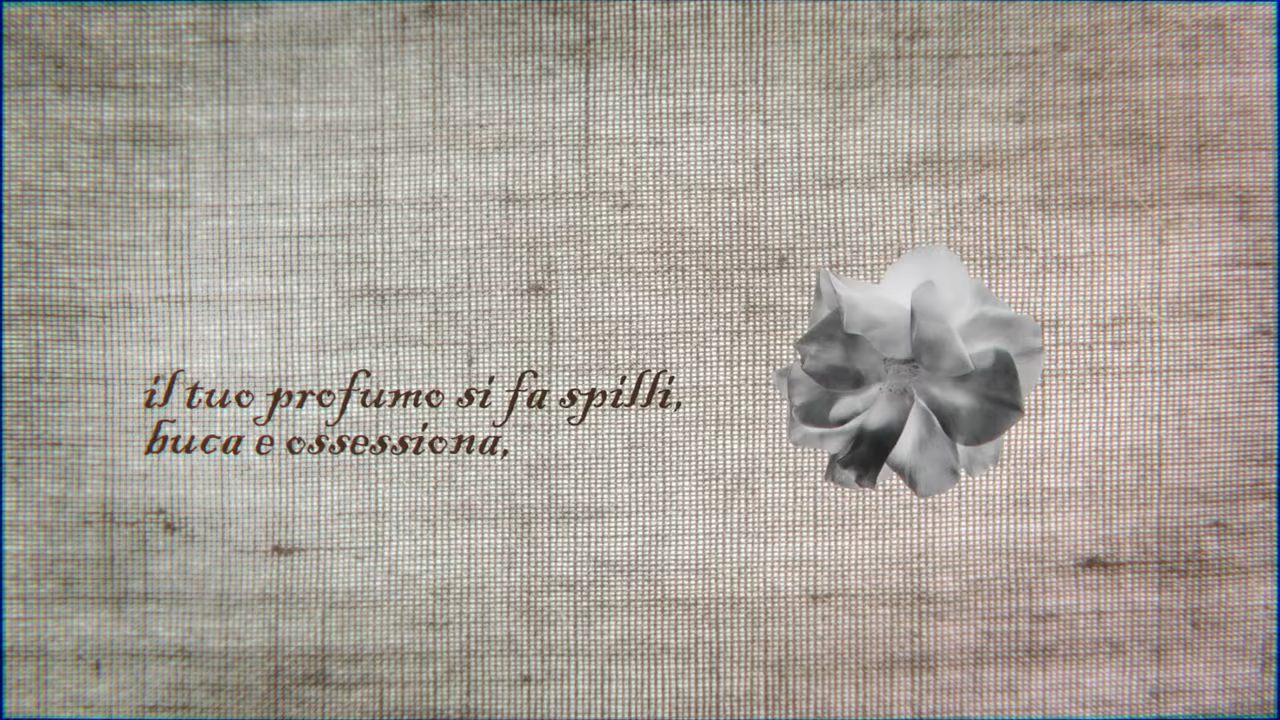 il tuo profumo si fa spilli,
buca e ossessiona,